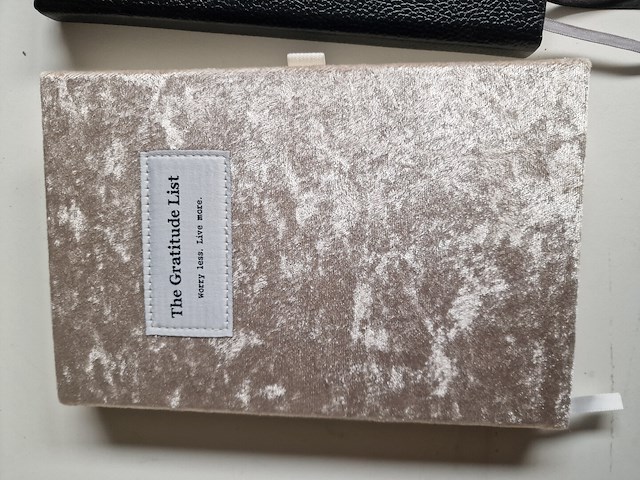 The Gratitude List
Worry less. Live more.